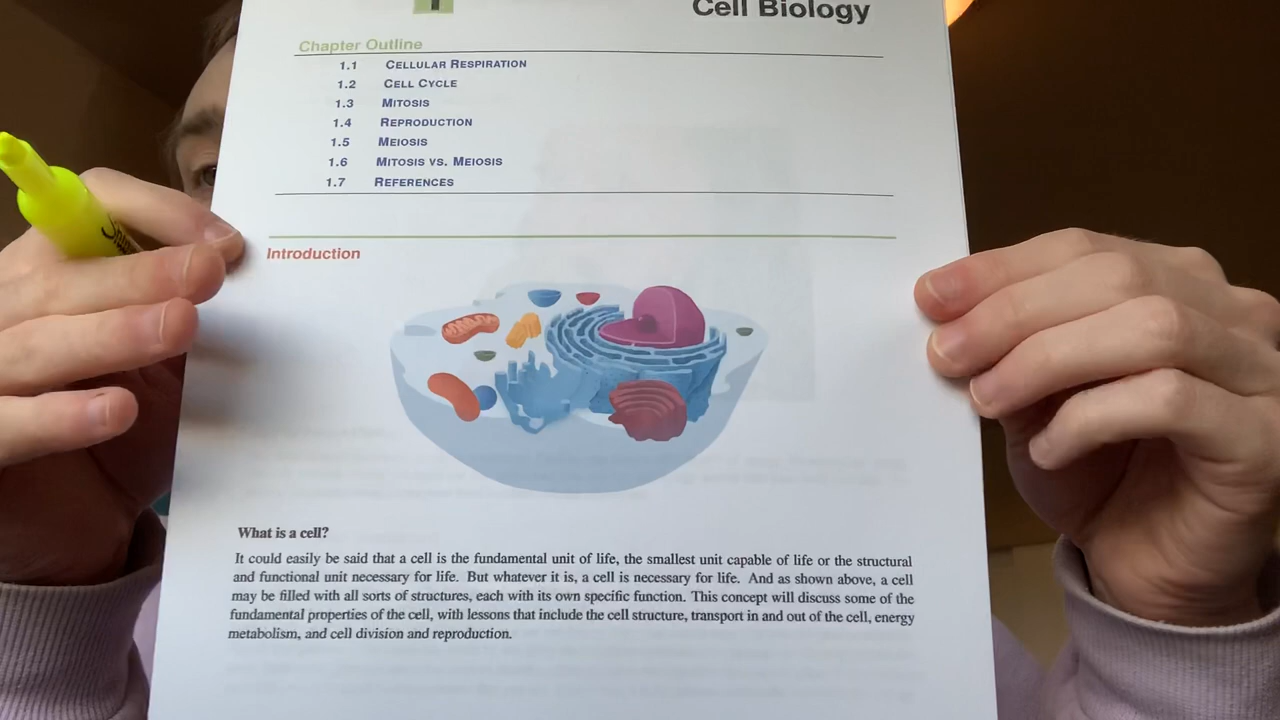 1
Cell Biology
Chapter Outline
1.1 CELLULAR RESPIRATION
1.2 CELL CYCLE
1.3 MITOSIS
1.4 REPRODUCTION
1.5 MEIOSIS
1.6 MITOSIS VS. MEIOSIS
1.7 REFERENCES
Introduction
What is a cell?
It could easily be said that a cell is the fundamental unit of life, the smallest unit capable of life or the structural
and functional unit necessary for life. But whatever it is, a cell is necessary for life. And as shown above, a cell
may be filled with all sorts of structures, each with its own specific function. This concept will discuss some of the
fundamental properties of the cell, with lessons that include the cell structure, transport in and out of the cell, energy
metabolism, and cell division and reproduction.